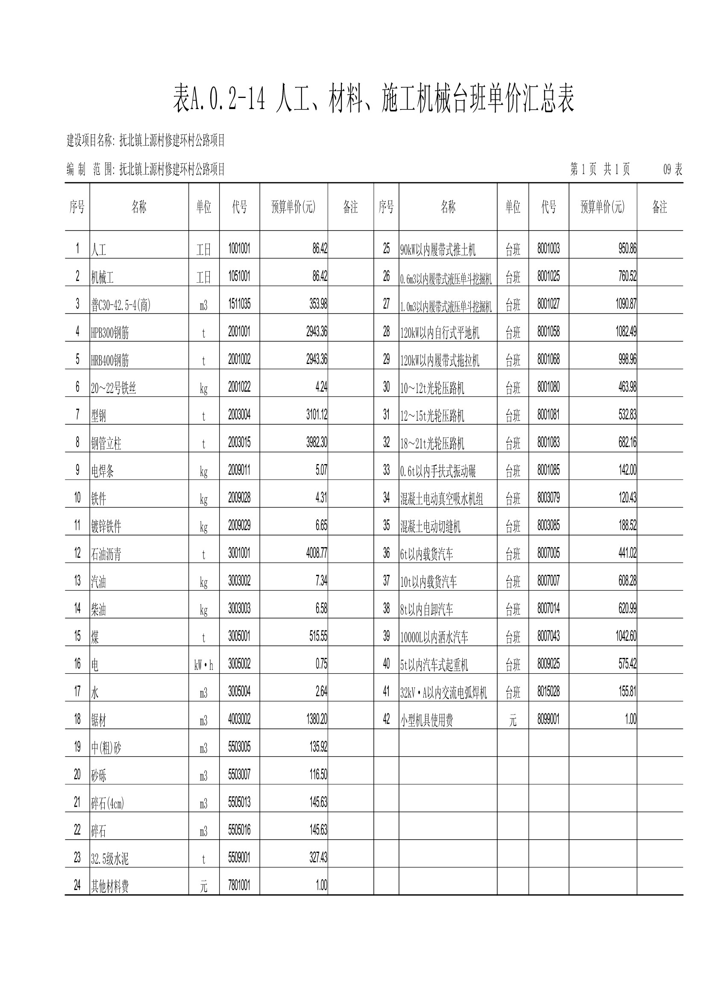 表A.0.2-14 人工、材料、施工机械台班单价汇总表
建设项目名称: 抚北镇上源村修建环村公路项目
编 制 范 围: 抚北镇上源村修建环村公路项目 第 1 页 共 1 页 09 表
序号 名称 单位 代号 预算单价(元) 备注 序号 名称 单位 代号 预算单价(元) 备注
1 人工 工日 1001001 86.42 25 90kW以内履带式推土机 台班 8001003 950.86
2 机械工 工日 1051001 86.42 26 0.6m3以内履带式液压单斗挖掘机 台班 8001025 760.52
3 普C30-42.5-4(商) m3 1511035 353.98 27 1.0m3以内履带式液压单斗挖掘机 台班 8001027 1090.87
4 HPB300钢筋 t 2001001 2943.36 28 120kW以内自行式平地机 台班 8001058 1082.49
5 HRB400钢筋 t 2001002 2943.36 29 120kW以内履带式拖拉机 台班 8001068 998.96
6 20～22号铁丝 kg 2001022 4.24 30 10～12t光轮压路机 台班 8001080 463.98
7 型钢 t 2003004 3101.12 31 12～15t光轮压路机 台班 8001081 532.83
8 钢管立柱 t 2003015 3982.30 32 18～21t光轮压路机 台班 8001083 682.16
9 电焊条 kg 2009011 5.07 33 0.6t以内手扶式振动碾 台班 8001085 142.00
10 铁件 kg 2009028 4.31 34 混凝土电动真空吸水机组 台班 8003079 120.43
11 镀锌铁件 kg 2009029 6.65 35 混凝土电动切缝机 台班 8003085 188.52
12 石油沥青 t 3001001 4008.77 36 6t以内载货汽车 台班 8007005 441.02
13 汽油 kg 3003002 7.34 37 10t以内载货汽车 台班 8007007 608.28
14 柴油 kg 3003003 6.58 38 8t以内自卸汽车 台班 8007014 620.99
15 煤 t 3005001 515.55 39 10000L以内洒水汽车 台班 8007043 1042.60
16 电 kW·h 3005002 0.75 40 5t以内汽车式起重机 台班 8009025 575.42
17 水 m3 3005004 2.64 41 32kV·A以内交流电弧焊机 台班 8015028 155.81
18 锯材 m3 4003002 1380.20 42 小型机具使用费 元 8099001 1.00
19 中(粗)砂 m3 5503005 135.92
20 砂砾 m3 5503007 116.50
21 碎石(4cm) m3 5505013 145.63
22 碎石 m3 5505016 145.63
23 32.5级水泥 t 5509001 327.43
24 其他材料费 元 7801001 1.00